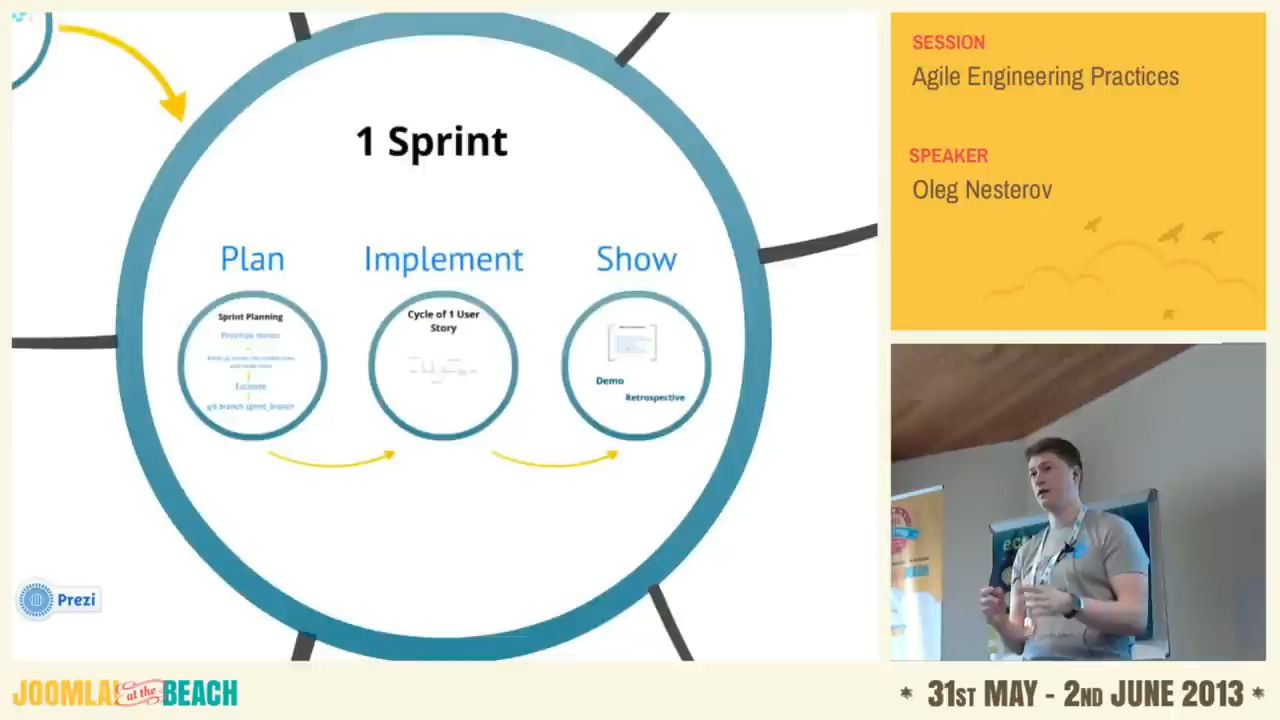 1 Sprint
Plan
Implement
Show
Sprint Planning
Prioritize stories
Estimate
git branch sprint_branch
Cycle of 1 User
Story
Demo
Retrospective
Prezi
SESSION
Agile Engineering Practices
SPEAKER
Oleg Nesterov
JOOMLA! at the BEACH
* 31ST MAY - 2ND JUNE 2013 *